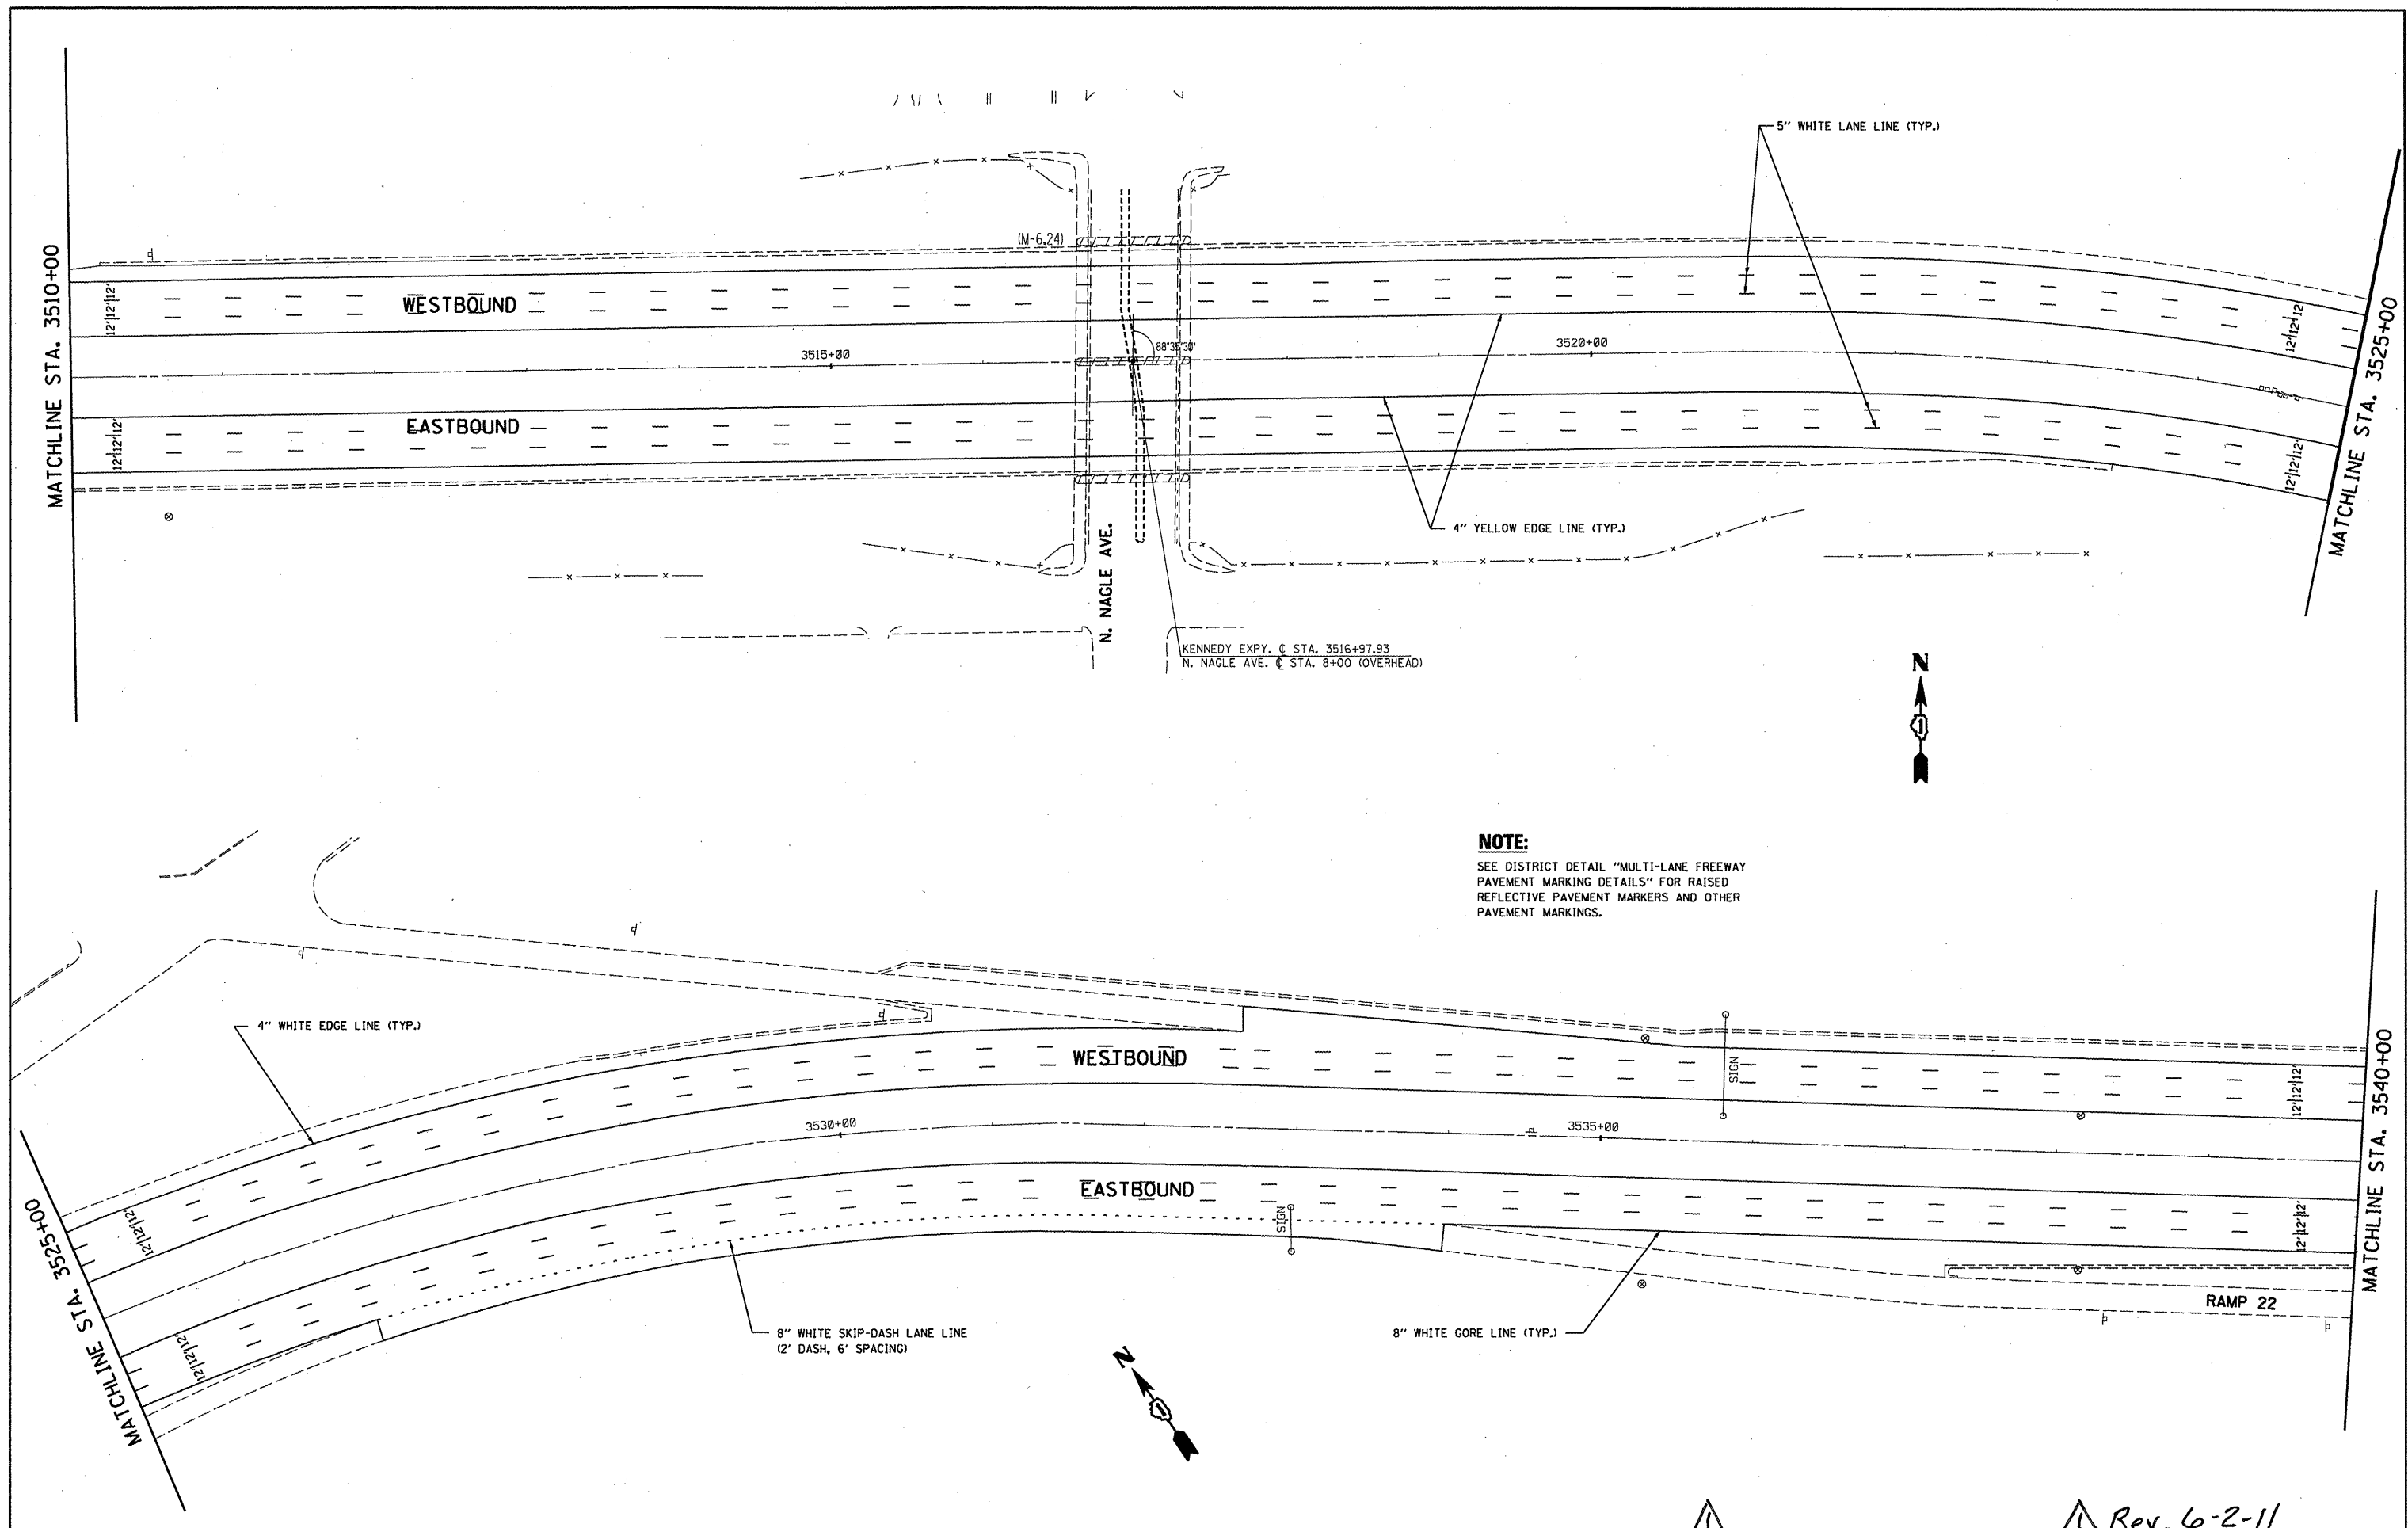 5" WHITE LANE LINE (TYP.)
(M-6.24)
MATCHLINE STA. 3510+00
12'|12'|12'
WESTBOUND
12'|12'|12'
MATCHLINE STA. 3525+00
3515+00
88°35'30"
3520+00
EASTBOUND
12'|12'|12'
12'|12'|12'
4" YELLOW EDGE LINE (TYP.)
N. NAGLE AVE.
KENNEDY EXPY. ℄ STA. 3516+97.93
N. NAGLE AVE. ℄ STA. 8+00 (OVERHEAD)
N
1
NOTE:
SEE DISTRICT DETAIL "MULTI-LANE FREEWAY
PAVEMENT MARKING DETAILS" FOR RAISED
REFLECTIVE PAVEMENT MARKERS AND OTHER
PAVEMENT MARKINGS.
4" WHITE EDGE LINE (TYP.)
WESTBOUND
SIGN
12'|12'|12'
MATCHLINE STA. 3540+00
3530+00
3535+00
MATCHLINE STA. 3525+00
12'|12'|12'
EASTBOUND
SIGN
12'|12'|12'
12'|12'|12'
RAMP 22
8" WHITE SKIP-DASH LANE LINE
(2' DASH, 6' SPACING)
8" WHITE GORE LINE (TYP.)
N
1
1
1 Rev. 6-2-11